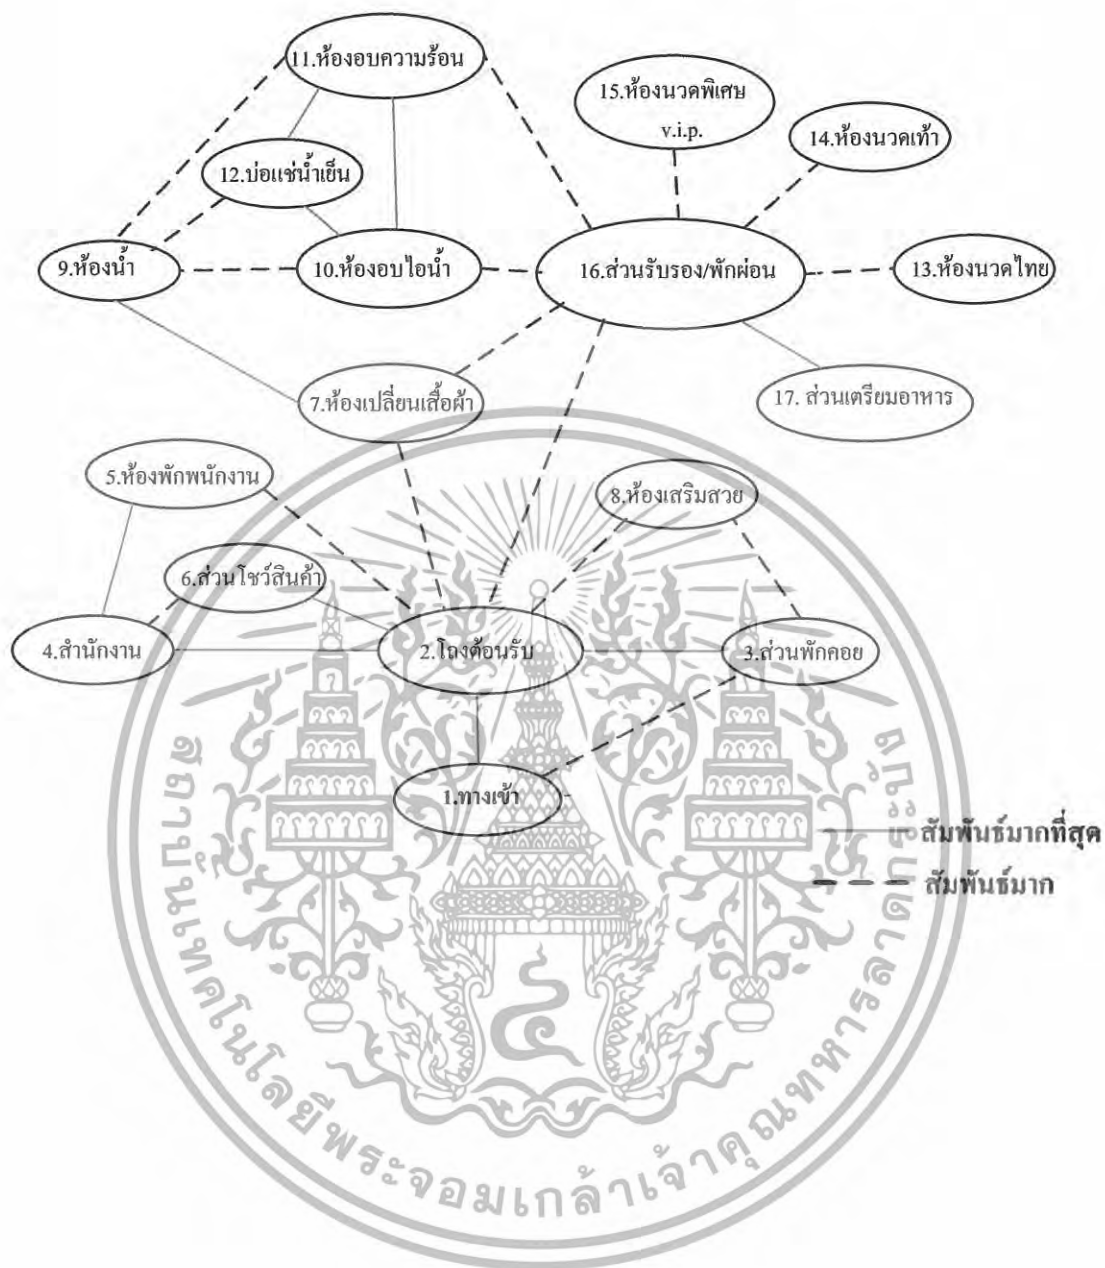 11.ห้องอบความร้อน
15.ห้องนวดพิเศษ
v.i.p.
14.ห้องนวดเท้า
12.บ่อแช่น้ำเย็น
9.ห้องน้ำ
10.ห้องอบไอน้ำ
16.ส่วนรับรอง/พักผ่อน
13.ห้องนวดไทย
7.ห้องเปลี่ยนเสื้อผ้า
17. ส่วนเตรียมอาหาร
5.ห้องพักพนักงาน
8.ห้องเสริมสวย
6.ส่วนโชว์สินค้า
4.สำนักงาน
2.โถงต้อนรับ
3.ส่วนพักคอย
1.ทางเข้า
สัมพันธ์มากที่สุด
สัมพันธ์มาก
สถาบันเทคโนโลยีพระจอมเกล้าเจ้าคุณทหารลาดกระบัง